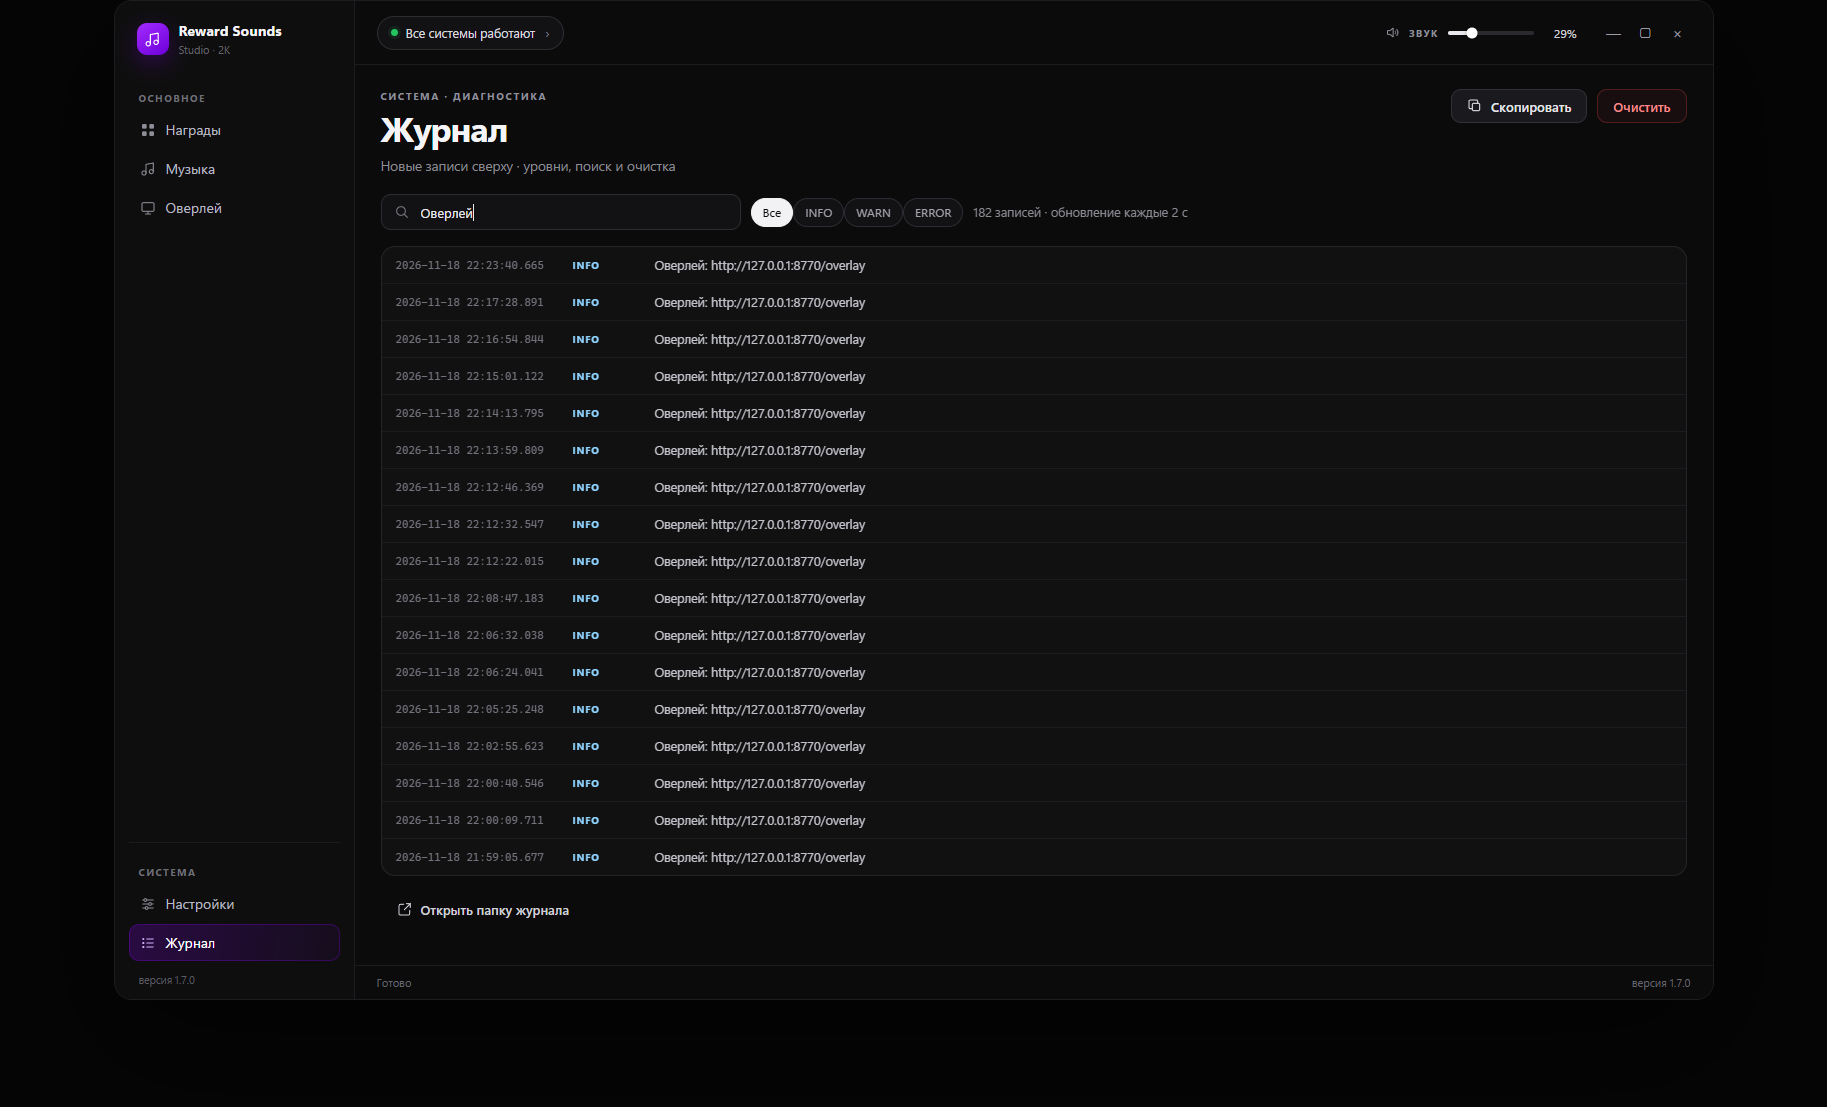 Reward Sounds
Studio · 2K
ОСНОВНОЕ
Награды
Музыка
Оверлей
СИСТЕМА
Настройки
Журнал
версия 1.7.0
Все системы работают ›
ЗВУК 29%
СИСТЕМА · ДИАГНОСТИКА
Журнал
Новые записи сверху · уровни, поиск и очистка
Скопировать Очистить
Оверлей Все INFO WARN ERROR 182 записей · обновление каждые 2 с
2026-11-18 22:23:40.665 INFO Оверлей: http://127.0.0.1:8770/overlay
2026-11-18 22:17:28.891 INFO Оверлей: http://127.0.0.1:8770/overlay
2026-11-18 22:16:54.844 INFO Оверлей: http://127.0.0.1:8770/overlay
2026-11-18 22:15:01.122 INFO Оверлей: http://127.0.0.1:8770/overlay
2026-11-18 22:14:13.795 INFO Оверлей: http://127.0.0.1:8770/overlay
2026-11-18 22:13:59.809 INFO Оверлей: http://127.0.0.1:8770/overlay
2026-11-18 22:12:46.369 INFO Оверлей: http://127.0.0.1:8770/overlay
2026-11-18 22:12:32.547 INFO Оверлей: http://127.0.0.1:8770/overlay
2026-11-18 22:12:22.015 INFO Оверлей: http://127.0.0.1:8770/overlay
2026-11-18 22:08:47.183 INFO Оверлей: http://127.0.0.1:8770/overlay
2026-11-18 22:06:32.038 INFO Оверлей: http://127.0.0.1:8770/overlay
2026-11-18 22:06:24.041 INFO Оверлей: http://127.0.0.1:8770/overlay
2026-11-18 22:05:25.248 INFO Оверлей: http://127.0.0.1:8770/overlay
2026-11-18 22:02:55.623 INFO Оверлей: http://127.0.0.1:8770/overlay
2026-11-18 22:00:40.546 INFO Оверлей: http://127.0.0.1:8770/overlay
2026-11-18 22:00:09.711 INFO Оверлей: http://127.0.0.1:8770/overlay
2026-11-18 21:59:05.677 INFO Оверлей: http://127.0.0.1:8770/overlay
Открыть папку журнала
Готово версия 1.7.0